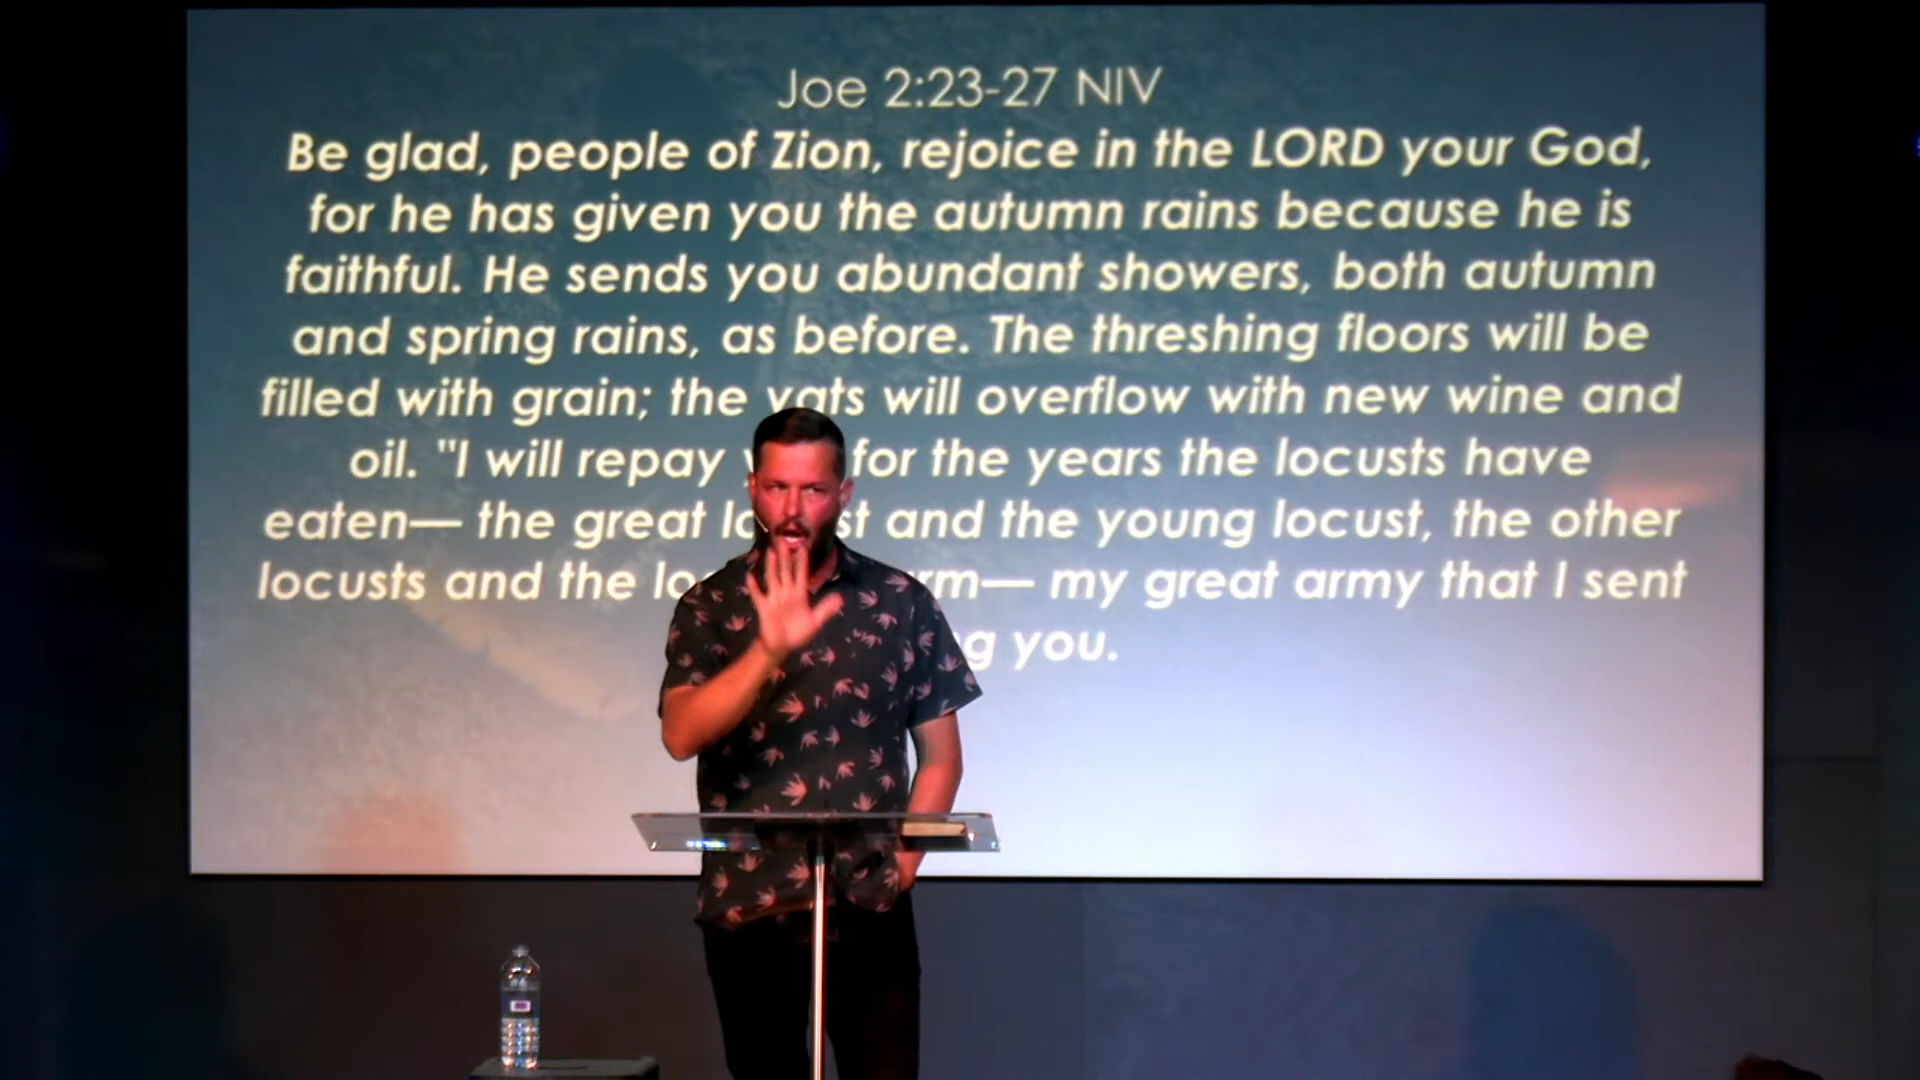 Joe 2:23-27 NIV
Be glad, people of Zion, rejoice in the LORD your God,
for he has given you the autumn rains because he is
faithful. He sends you abundant showers, both autumn
and spring rains, as before. The threshing floors will be
filled with grain; the vats will overflow with new wine and
oil. "I will repay for the years the locusts have
eaten— the great and the young locust, the other
locusts and the my great army that I sent
you.